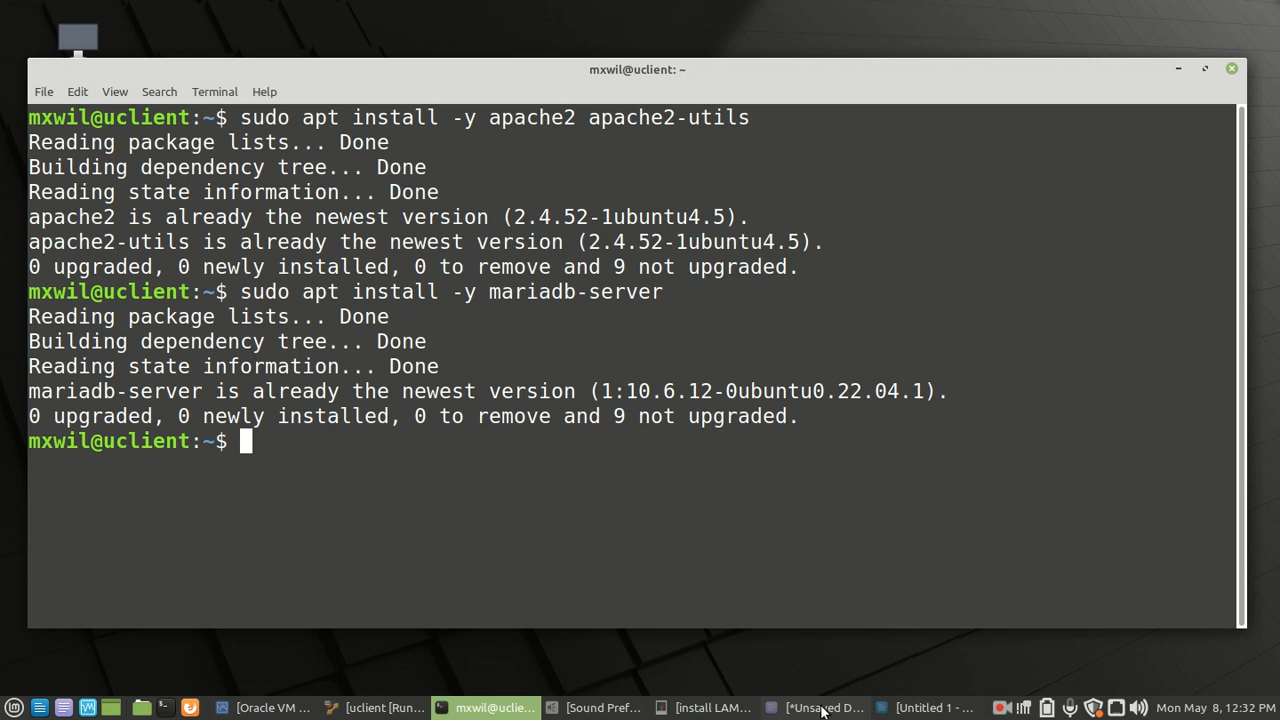 mxwil@uclient: ~
File Edit View Search Terminal Help
mxwil@uclient:~$ sudo apt install -y apache2 apache2-utils
Reading package lists... Done
Building dependency tree... Done
Reading state information... Done
apache2 is already the newest version (2.4.52-1ubuntu4.5).
apache2-utils is already the newest version (2.4.52-1ubuntu4.5).
0 upgraded, 0 newly installed, 0 to remove and 9 not upgraded.
mxwil@uclient:~$ sudo apt install -y mariadb-server
Reading package lists... Done
Building dependency tree... Done
Reading state information... Done
mariadb-server is already the newest version (1:10.6.12-0ubuntu0.22.04.1).
0 upgraded, 0 newly installed, 0 to remove and 9 not upgraded.
mxwil@uclient:~$
[Oracle VM ... [uclient [Run... mxwil@uclie... [Sound Pref... [install LAM... [*Unsaved D... [Untitled 1 - ... Mon May 8, 12:32 PM